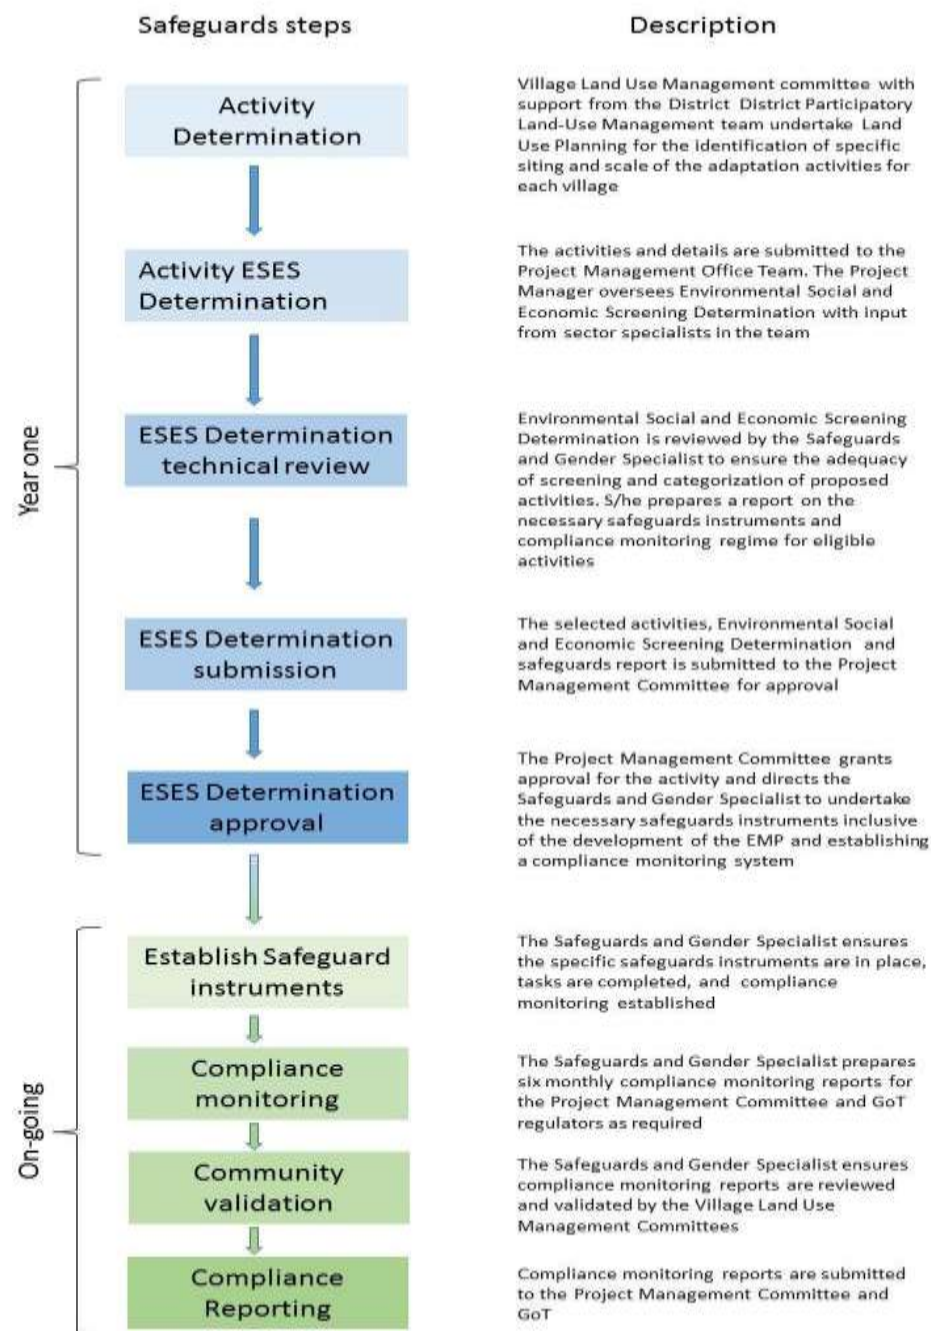 Safeguards steps
Description
Year one
Activity
Determination
Village Land Use Management committee with
support from the District District Participatory
Land-Use Management team undertake Land
Use Planning for the identification of specific
siting and scale of the adaptation activities for
each village
Activity ESES
Determination
The activities and details are submitted to the
Project Management Office Team. The Project
Manager oversees Environmental Social and
Economic Screening Determination with input
from sector specialists in the team
ESES Determination
technical review
Environmental Social and Economic Screening
Determination is reviewed by the Safeguards
and Gender Specialist to ensure the adequacy
of screening and categorization of proposed
activities. S/he prepares a report on the
necessary safeguards instruments and
compliance monitoring regime for eligible
activities
ESES Determination
submission
The selected activities, Environmental Social
and Economic Screening Determination and
safeguards report is submitted to the Project
Management Committee for approval
ESES Determination
approval
The Project Management Committee grants
approval for the activity and directs the
Safeguards and Gender Specialist to undertake
the necessary safeguards instruments inclusive
of the development of the EMP and establishing
a compliance monitoring system
On-going
Establish Safeguard
instruments
The Safeguards and Gender Specialist ensures
the specific safeguards instruments are in place,
tasks are completed, and compliance
monitoring established
Compliance
monitoring
The Safeguards and Gender Specialist prepares
six monthly compliance monitoring reports for
the Project Management Committee and GoT
regulators as required
Community
validation
The Safeguards and Gender Specialist ensures
compliance monitoring reports are reviewed
and validated by the Village Land Use
Management Committees
Compliance
Reporting
Compliance monitoring reports are submitted
to the Project Management Committee and
GoT